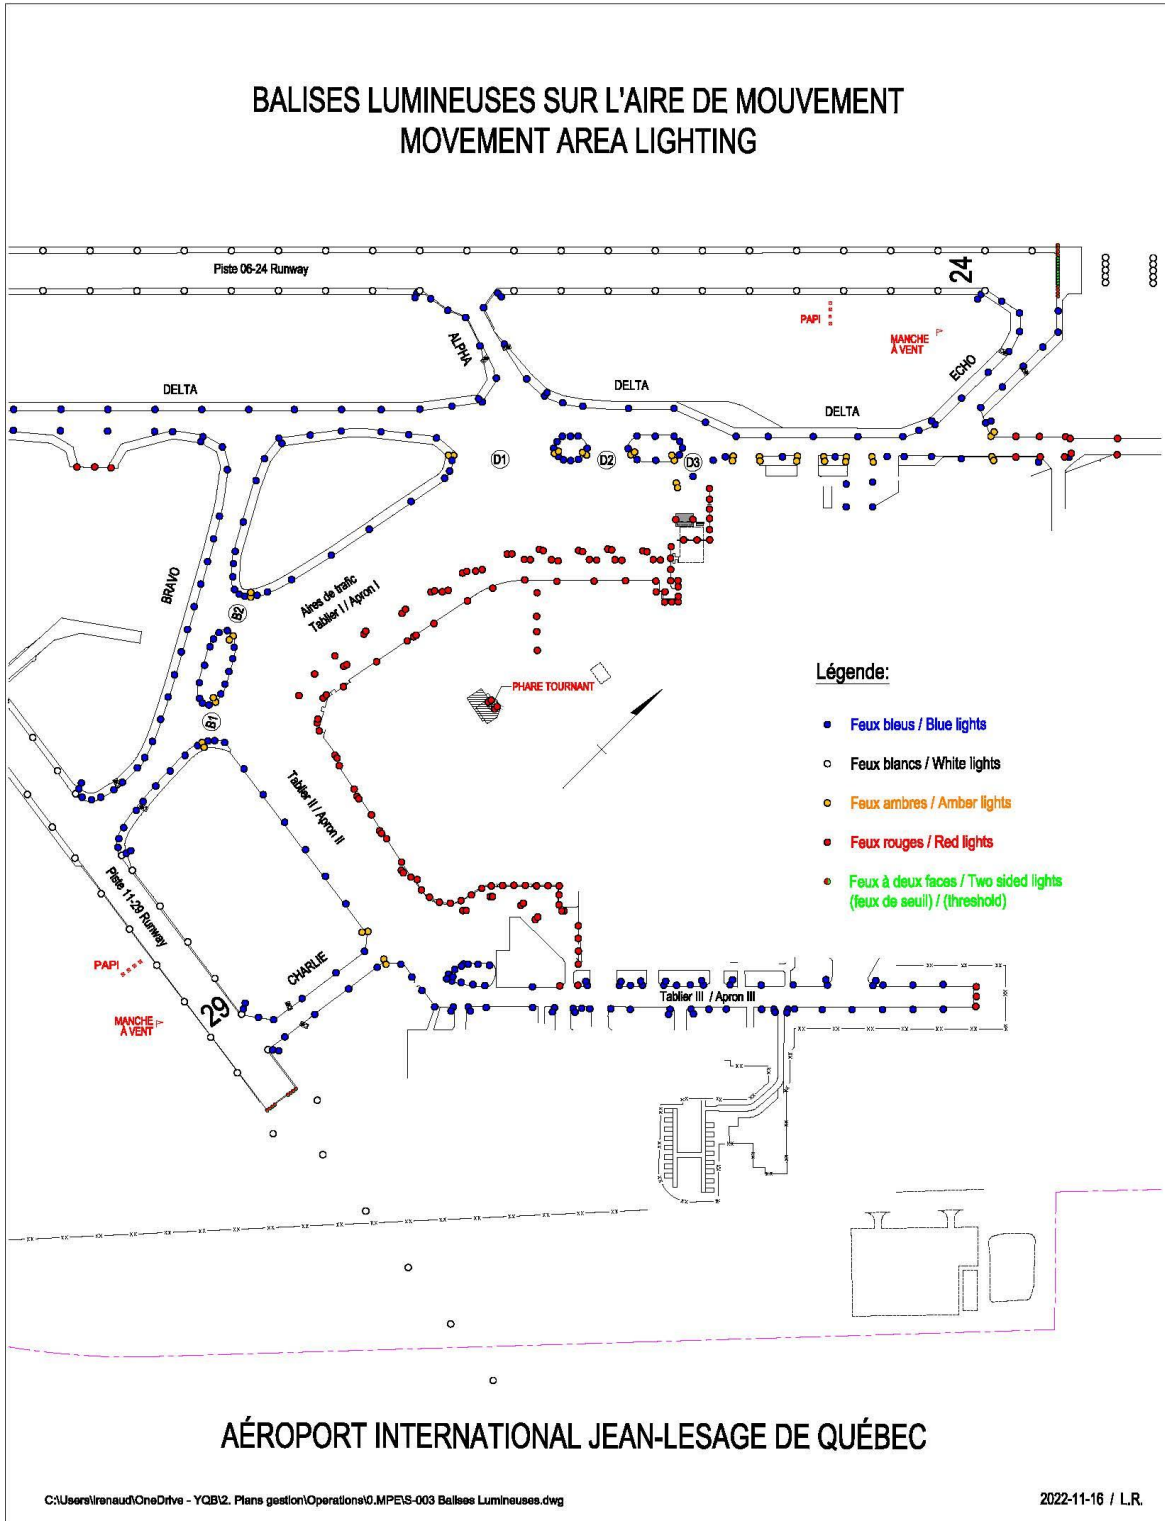 BALISES LUMINEUSES SUR L'AIRE DE MOUVEMENT
MOVEMENT AREA LIGHTING
Piste 06-24 Runway
24
PAPI
MANCHE
À VENT
ALPHA
ECHO
DELTA
DELTA
DELTA
D1
D2
D3
BRAVO
B2
Aires de trafic
Tablier I / Apron I
PHARE TOURNANT
B1
Légende:
Feux bleus / Blue lights
Feux blancs / White lights
Feux ambres / Amber lights
Feux rouges / Red lights
Feux à deux faces / Two sided lights
(feux de seuil) / (threshold)
Tablier II / Apron II
Piste 11-29 Runway
PAPI
CHARLIE
29
MANCHE
À VENT
Tablier III / Apron III
AÉROPORT INTERNATIONAL JEAN-LESAGE DE QUÉBEC
C:\Users\lrenaud\OneDrive - YQB\2. Plans gestion\Operations\0.MPE\S-003 Balises Lumineuses.dwg
2022-11-16 / L.R.